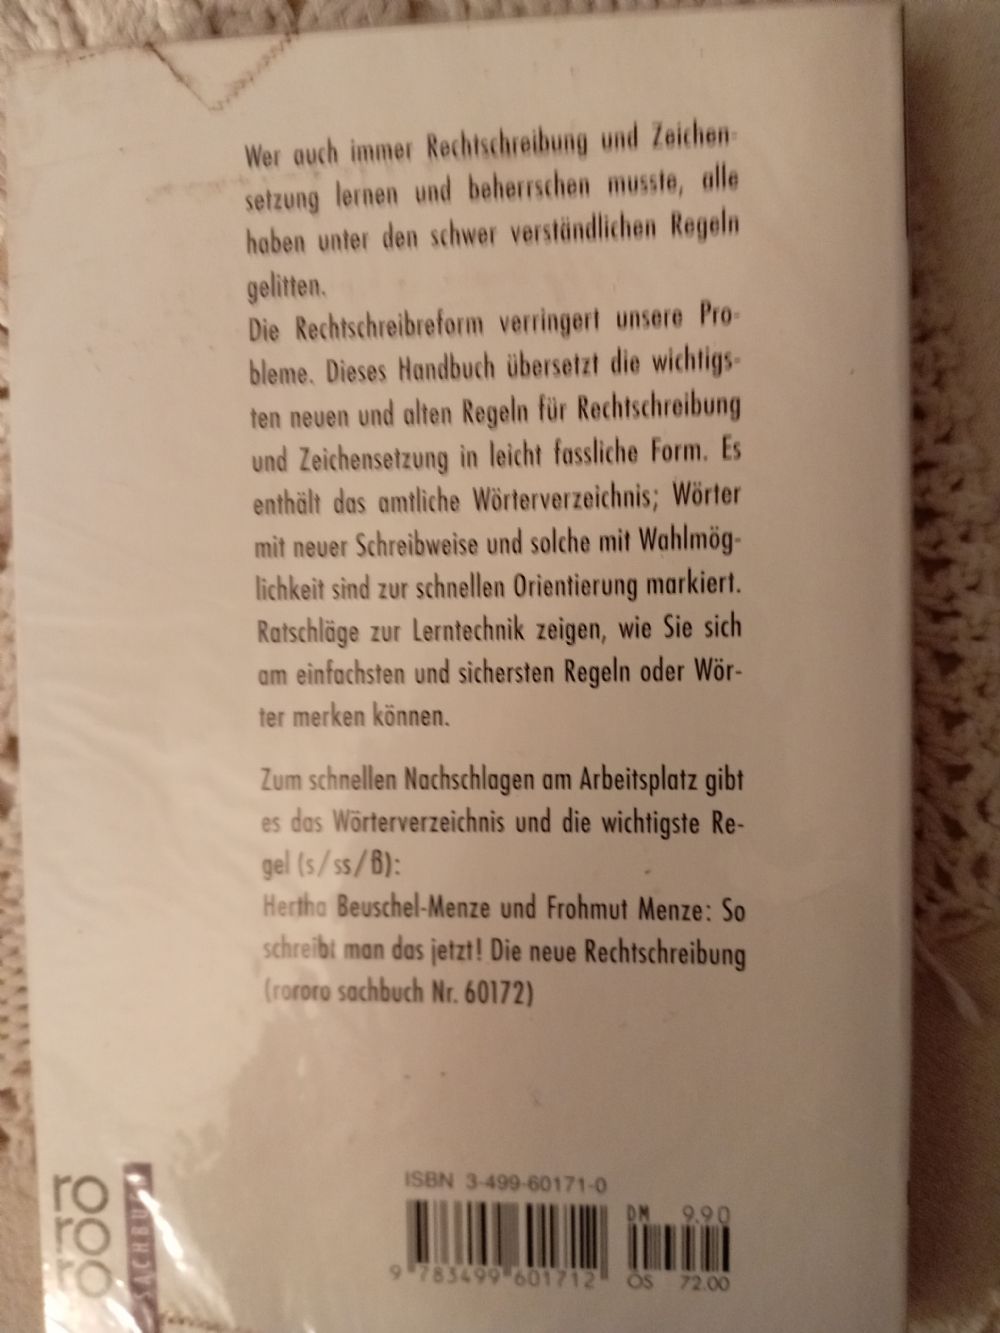 Wer auch immer Rechtschreibung und Zeichen-
setzung lernen und beherrschen musste, alle
haben unter den schwer verständlichen Regeln
gelitten.
Die Rechtschreibreform verringert unsere Pro-
bleme. Dieses Handbuch übersetzt die wichtigs-
ten neuen und alten Regeln für Rechtschreibung
und Zeichensetzung in leicht fassliche Form. Es
enthält das amtliche Wörterverzeichnis; Wörter
mit neuer Schreibweise und solche mit Wahlmög-
lichkeit sind zur schnellen Orientierung markiert.
Ratschläge zur Lerntechnik zeigen, wie Sie sich
am einfachsten und sichersten Regeln oder Wör-
ter merken können.
Zum schnellen Nachschlagen am Arbeitsplatz gibt
es das Wörterverzeichnis und die wichtigste Re-
gel (s/ss/ß):
Hertha Beuschel-Menze und Frohmut Menze: So
schreibt man das jetzt! Die neue Rechtschreibung
(rororo sachbuch Nr. 60172)
ro
ro
ro
SACHBUCH
ISBN 3-499-60171-0
9 783499 601712
DM 9.90
ÖS 72.00